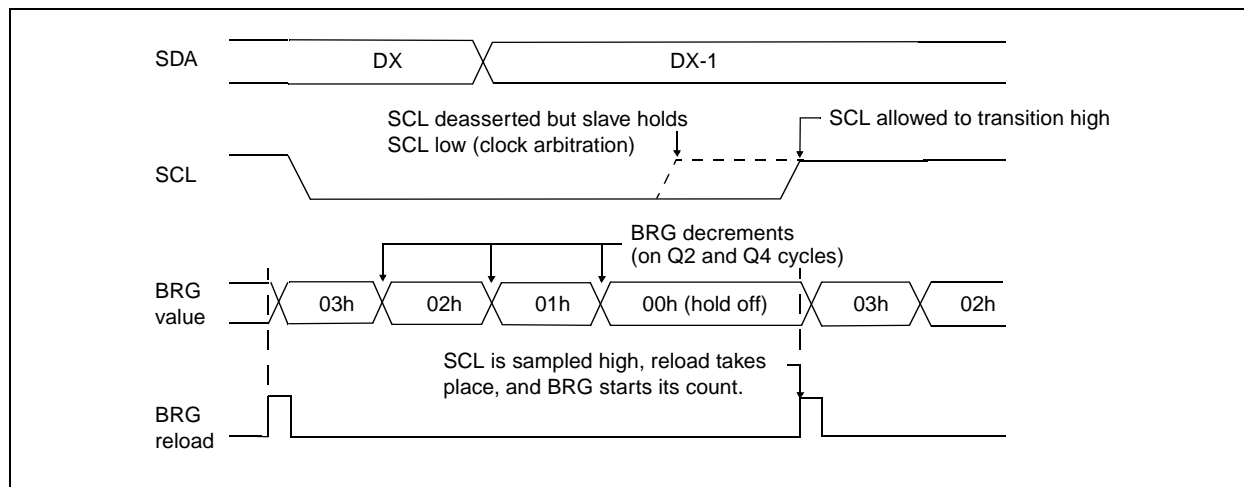 SDA
DX
DX-1
SCL deasserted but slave holds
SCL low (clock arbitration)
SCL allowed to transition high
SCL
BRG decrements
(on Q2 and Q4 cycles)
BRG
value
03h
02h
01h
00h (hold off)
03h
02h
SCL is sampled high, reload takes
place, and BRG starts its count.
BRG
reload